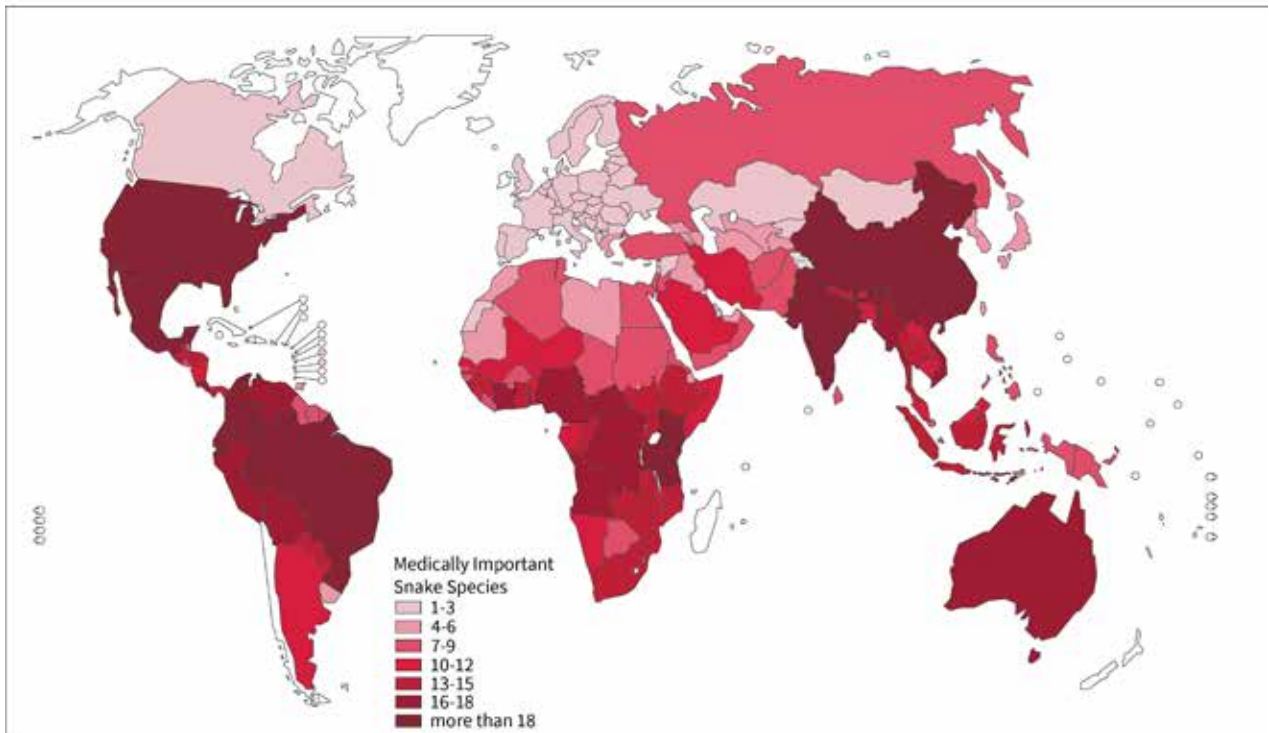 Medically Important
Snake Species
1-3
4-6
7-9
10-12
13-15
16-18
more than 18